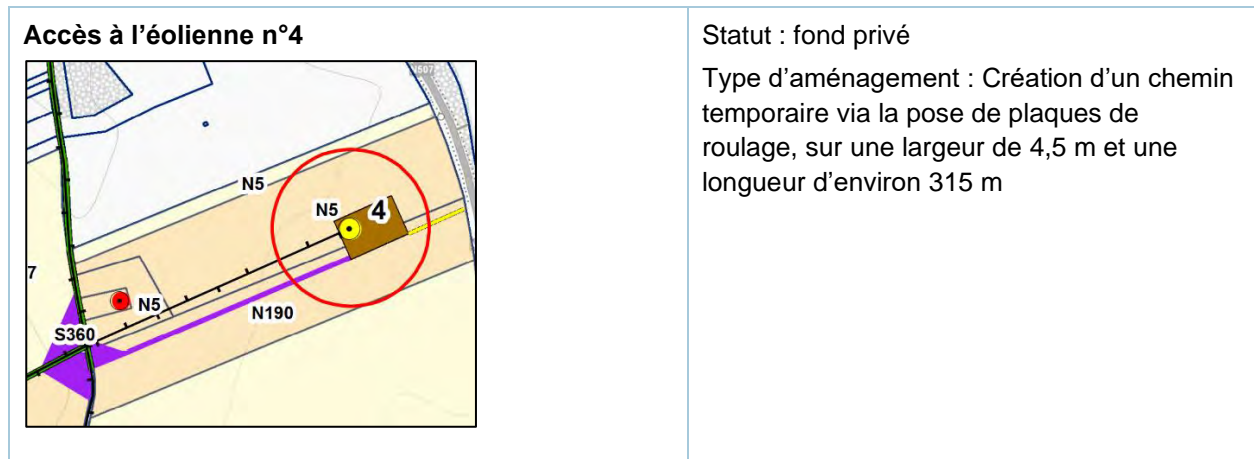 Accès à l'éolienne n°4
N507
N5
N5
4
7
N5
N190
S360
Statut : fond privé
Type d'aménagement : Création d'un chemin
temporaire via la pose de plaques de
roulage, sur une largeur de 4,5 m et une
longueur d'environ 315 m